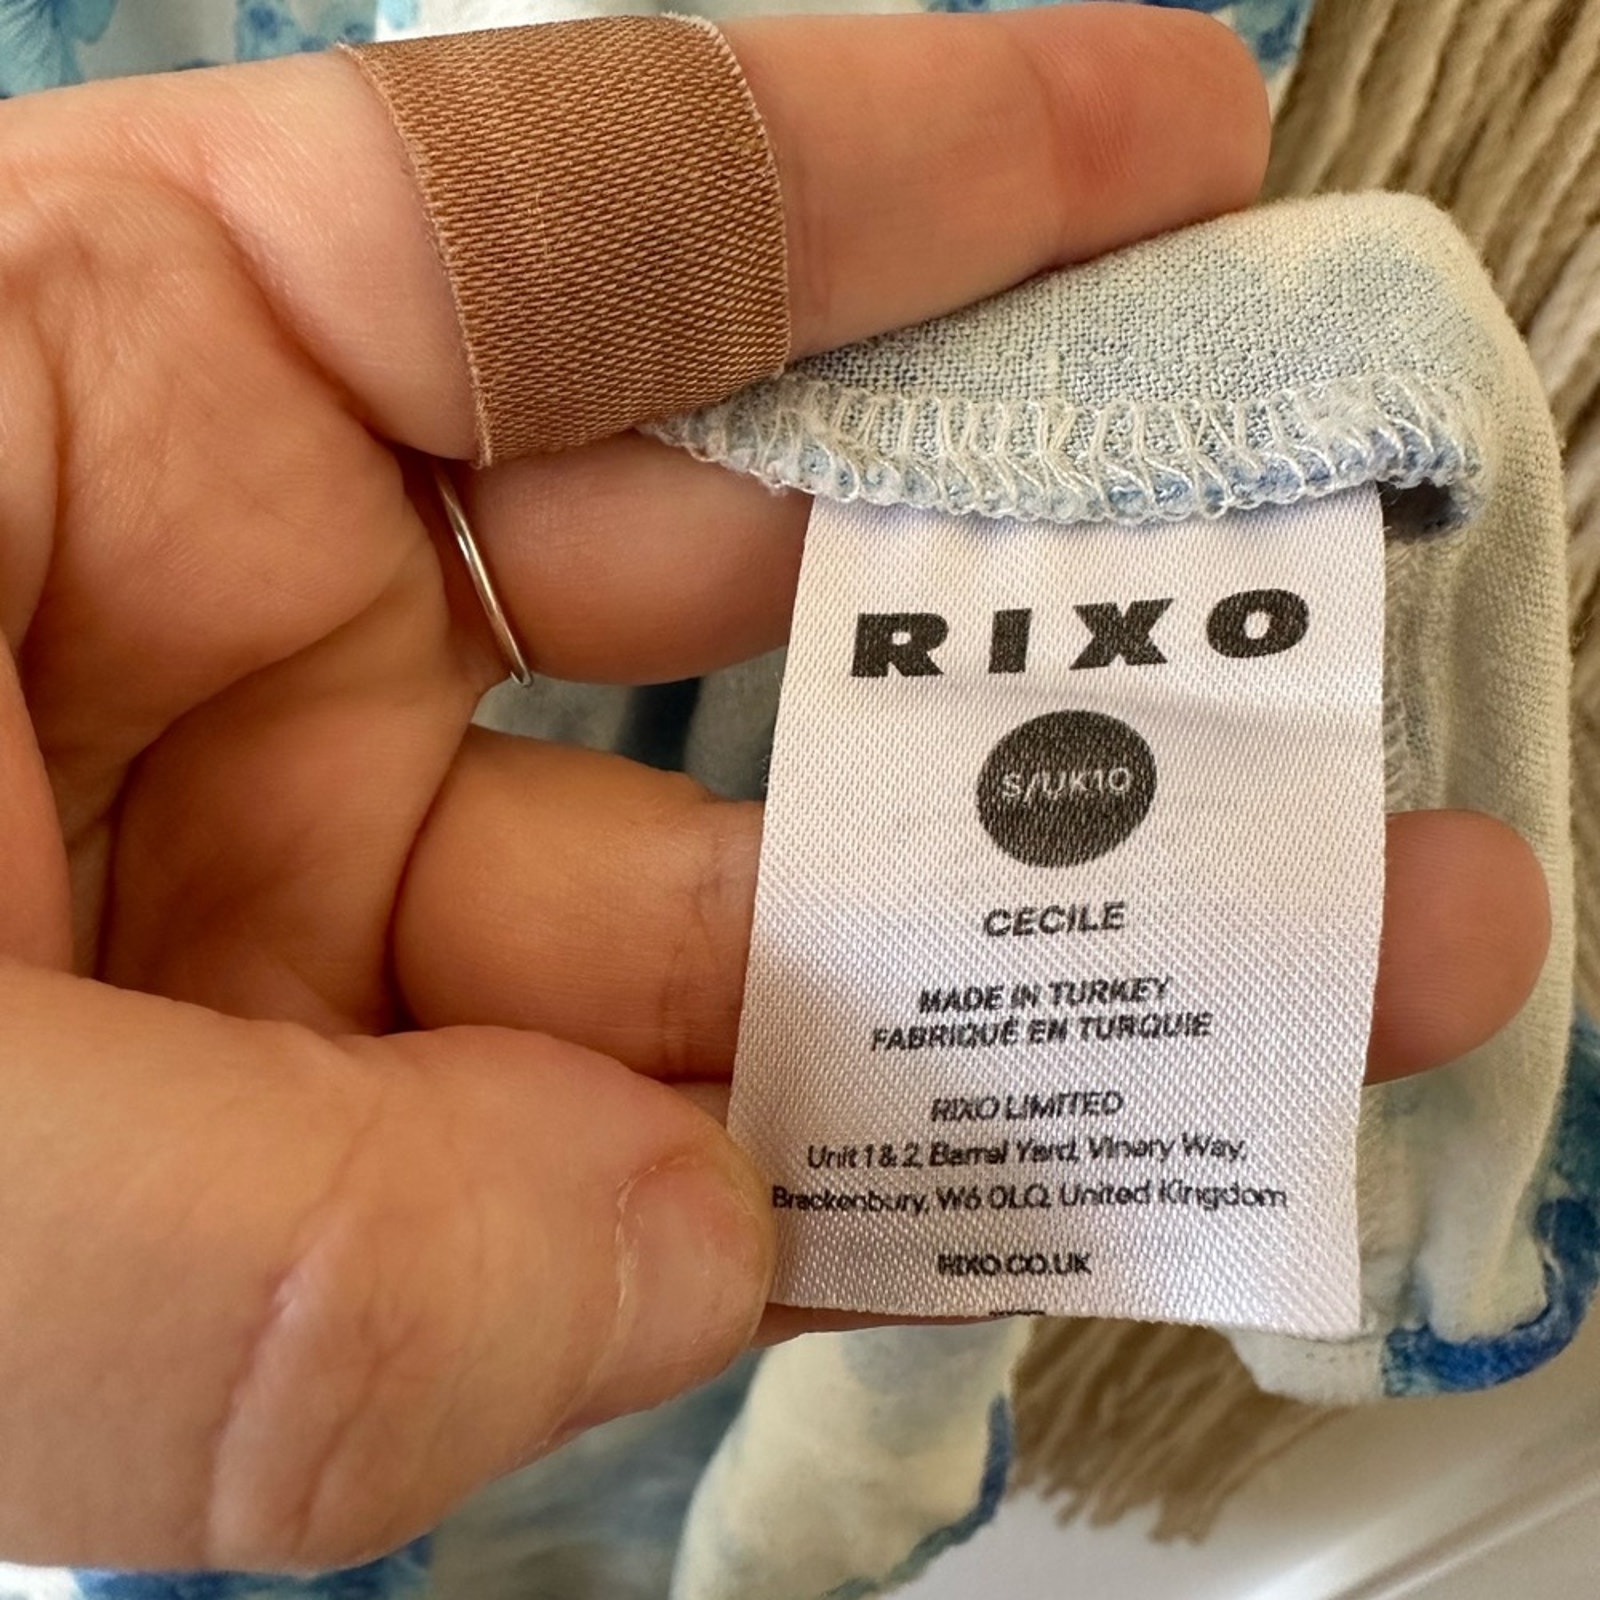 RIXO
S/UK10
CECILE
MADE IN TURKEY
FABRIQUÉ EN TURQUIE
RIXO LIMITED
Unit 1 & 2, Barrel Yard, Vinery Way,
Brackenbury, W6 0LQ, United Kingdom
RIXO.CO.UK